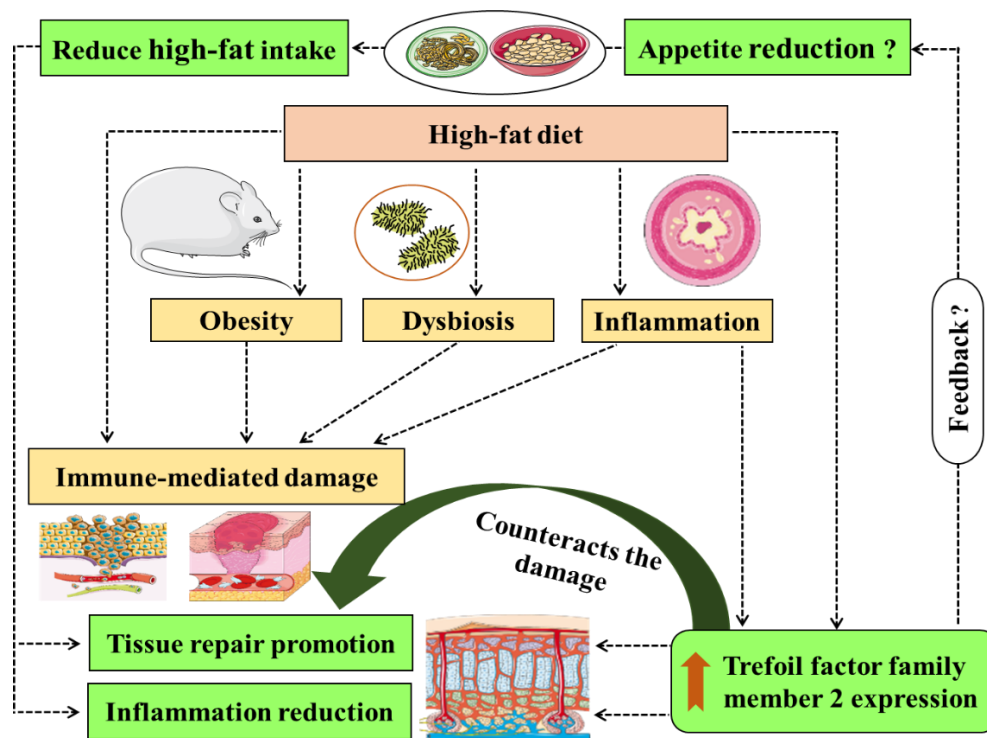 Reduce high-fat intake
Appetite reduction ?
High-fat diet
Obesity
Dysbiosis
Inflammation
Feedback ?
Immune-mediated damage
Counteracts the
damage
Tissue repair promotion
Trefoil factor family
member 2 expression
Inflammation reduction